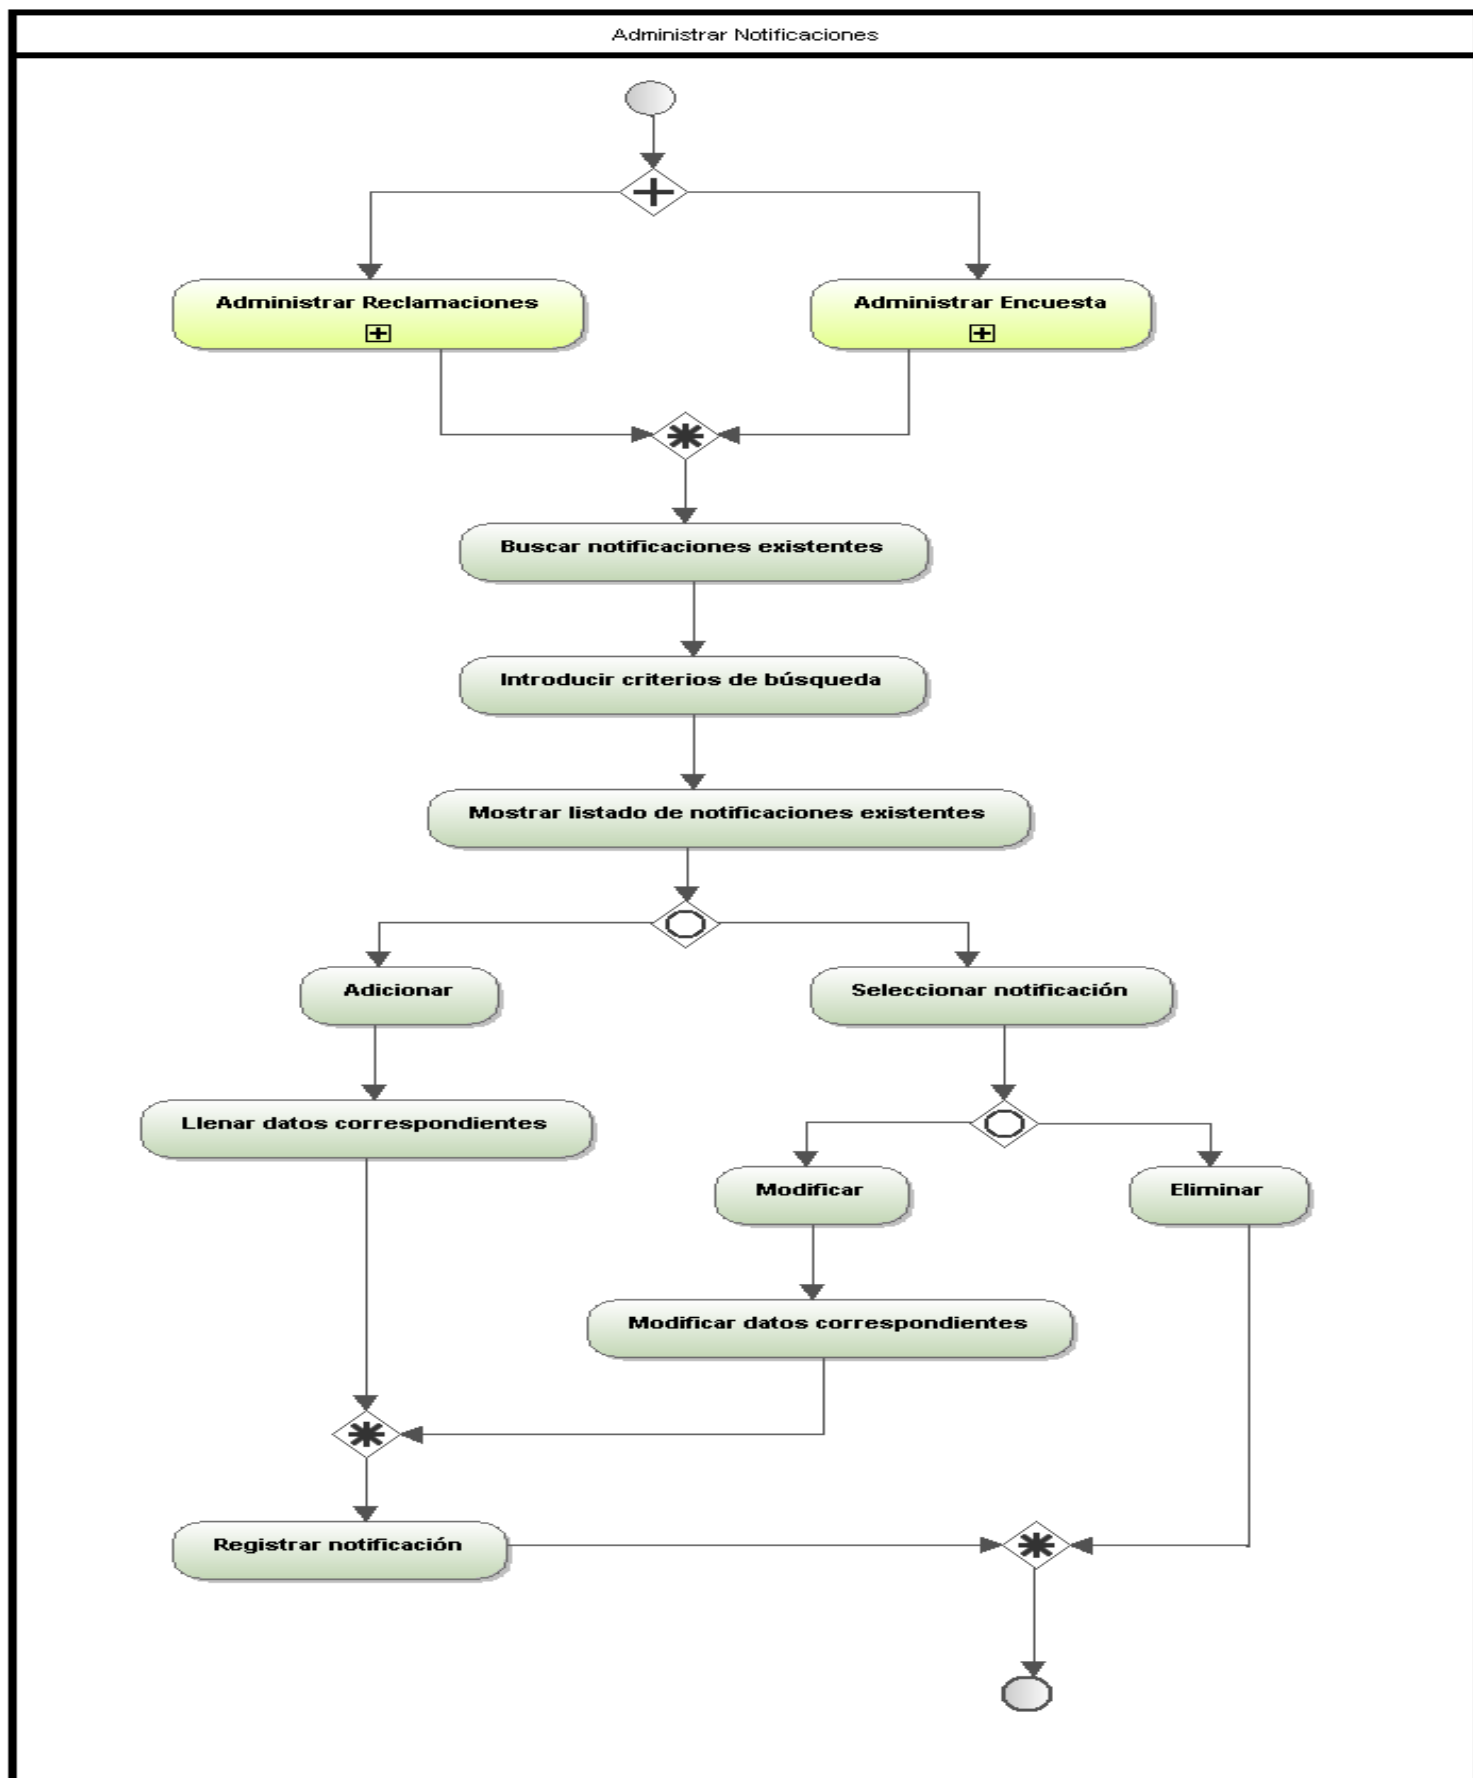 Administrar Notificaciones
Administrar Reclamaciones
Administrar Encuesta
Buscar notificaciones existentes
Introducir criterios de búsqueda
Mostrar listado de notificaciones existentes
Adicionar
Seleccionar notificación
Llenar datos correspondientes
Modificar
Eliminar
Modificar datos correspondientes
Registrar notificación